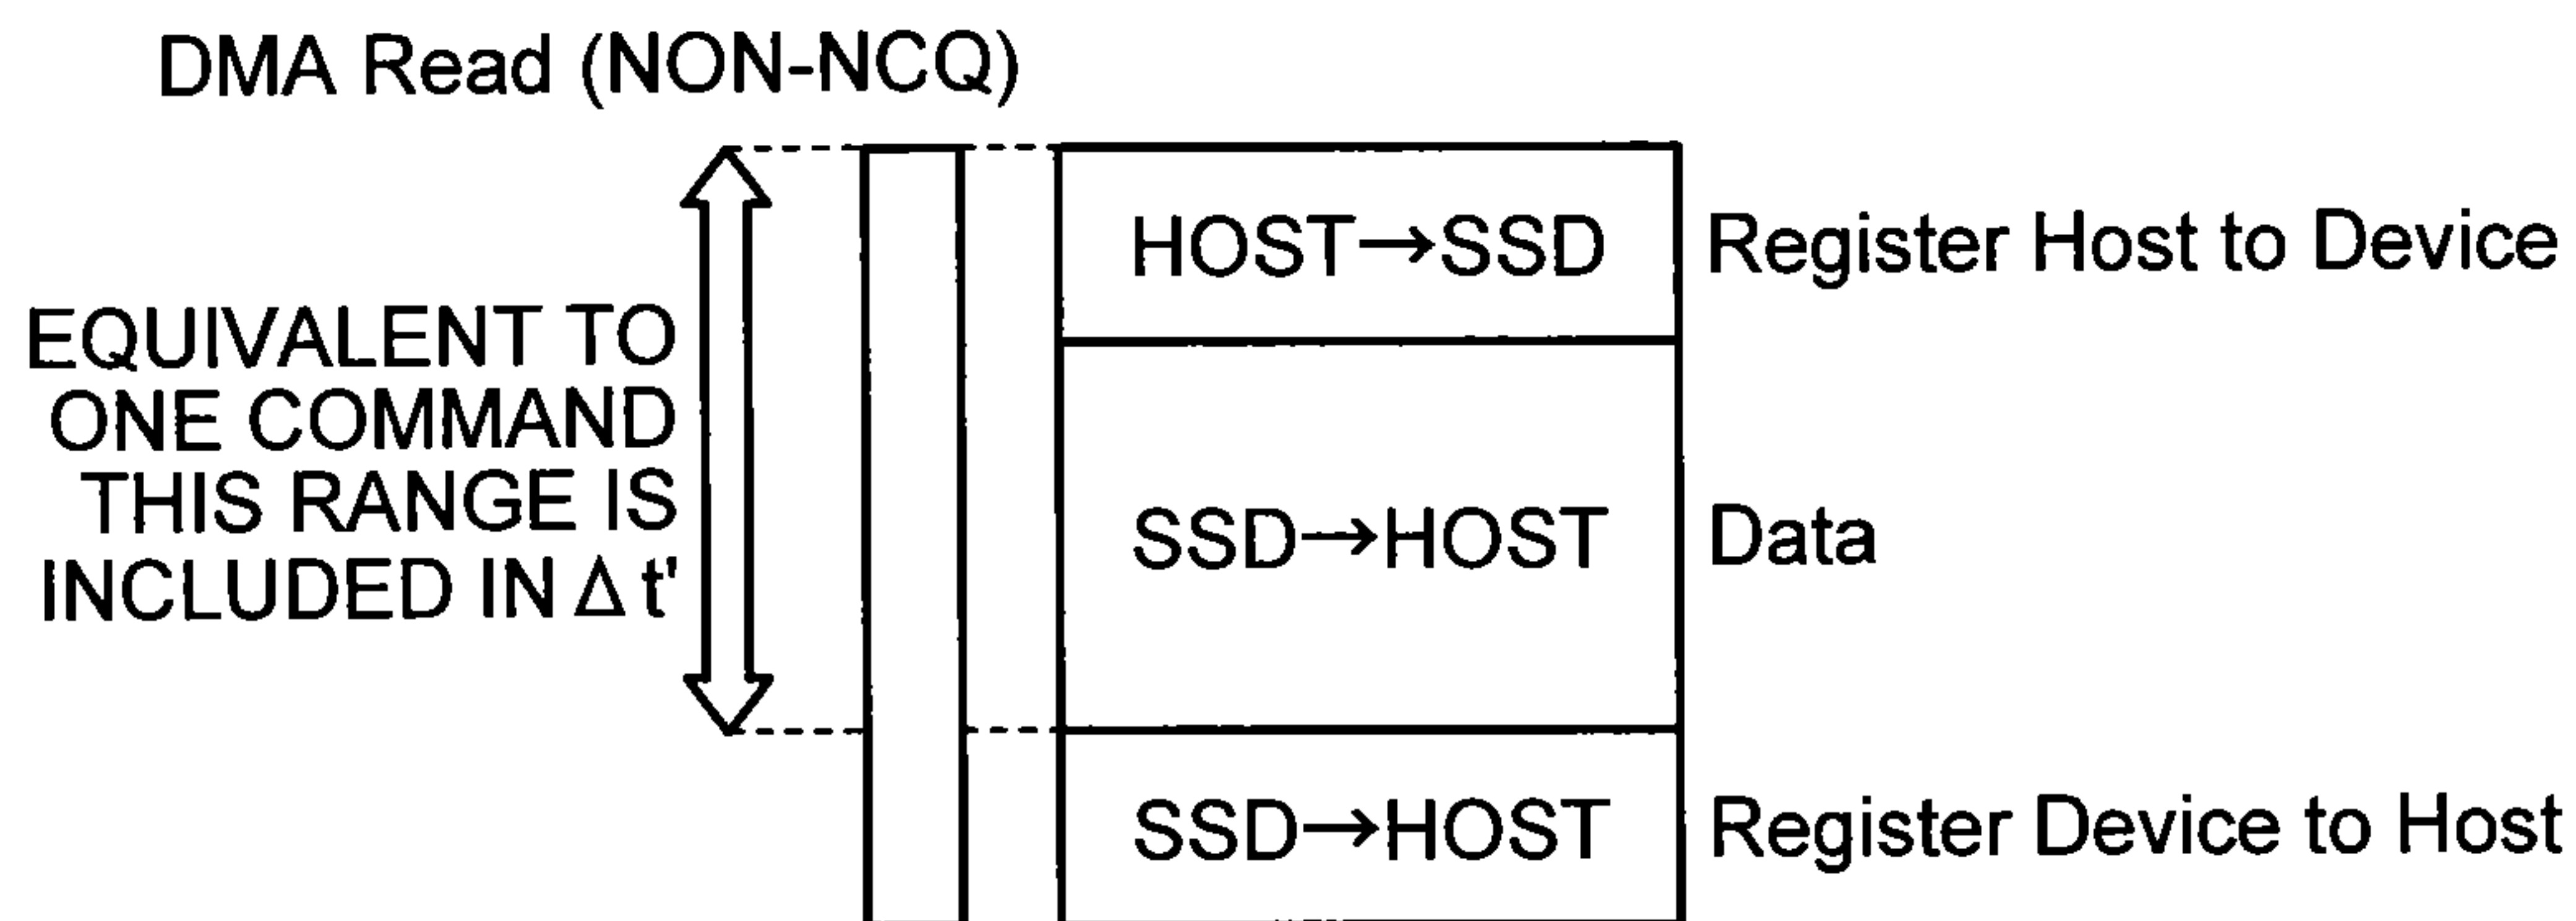 DMA Read (NON-NCQ)
HOST→SSD
Register Host to Device
EQUIVALENT TO
ONE COMMAND
THIS RANGE IS
INCLUDED IN Δt'
SSD→HOST
Data
SSD→HOST
Register Device to Host